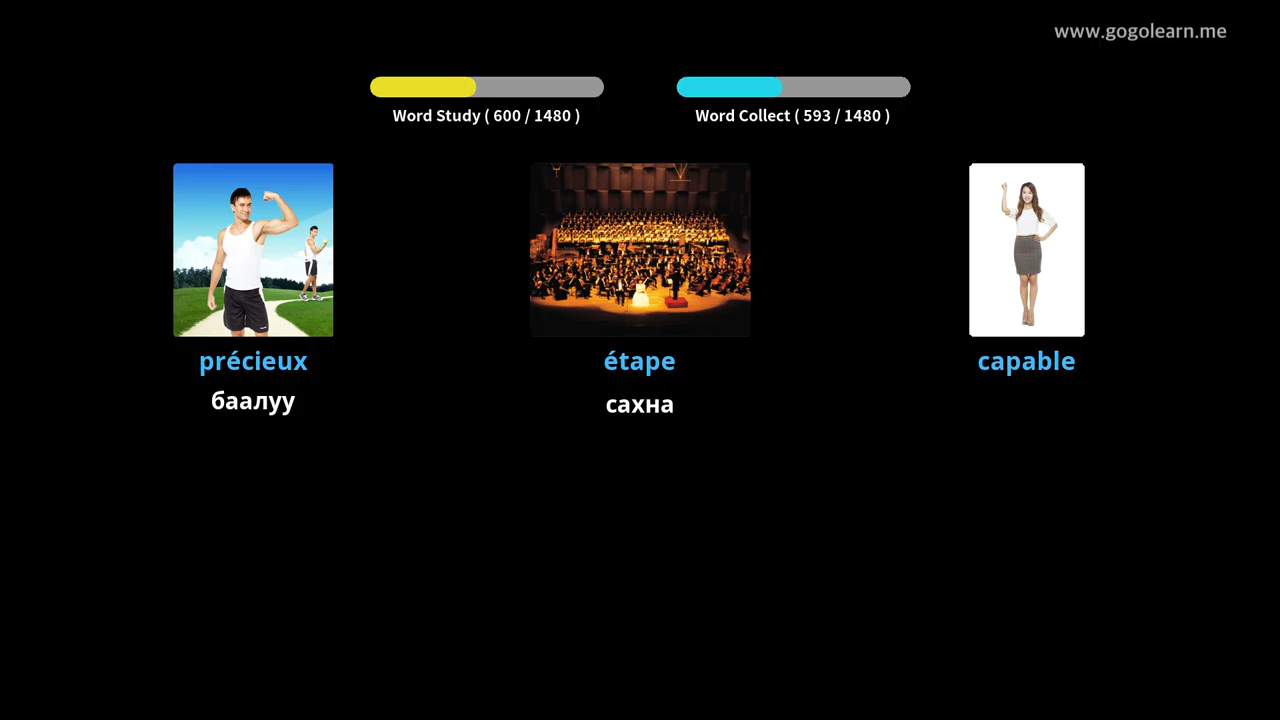 www.gogolearn.me
Word Study ( 600 / 1480 )
Word Collect ( 593 / 1480 )
précieux
étape
capable
баалуу
сахна